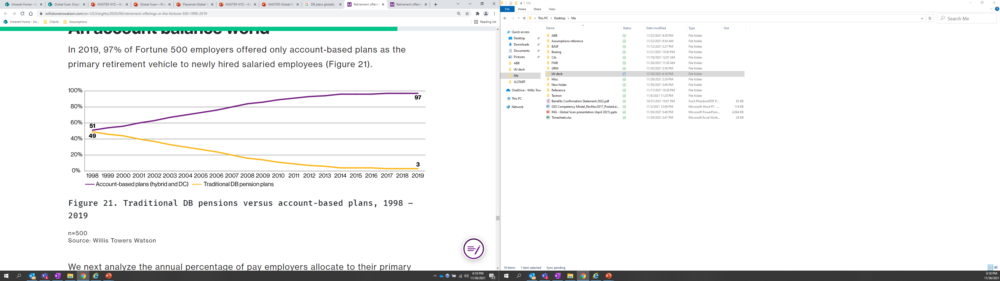 Intranet Home - In
Global Scan: Empl
MASTER-XYZ---Em
Global-Scan---Pro
Placemat-Global-S
MASTER-XYZ---Em
MASTER-Global-Sc
DB plans globally -
Retirement offering
Retirement offering
willistowerswatson.com/en-US/Insights/2020/06/retirement-offerings-in-the-fortune-500-1998-2019
Intranet Home - Int...
Clients
Assumptions
Reading list
An account balance world
In 2019, 97% of Fortune 500 employers offered only account-based plans as the
primary retirement vehicle to newly hired salaried employees (Figure 21).
100%
80%
60%
40%
20%
0%
97
51
49
3
1998 1999 2000 2001 2002 2003 2004 2005 2006 2007 2008 2009 2010 2011 2012 2013 2014 2015 2016 2017 2018 2019
Account-based plans (hybrid and DC) Traditional DB pension plans
Figure 21. Traditional DB pensions versus account-based plans, 1998 –
2019
n=500
Source: Willis Towers Watson
We next analyze the annual percentage of pay employers allocate to their primary
6:18 PM
11/30/2021
23
Me
File Home Share View
This PC > Desktop > Me
Search Me
Quick access
Desktop
Downloads
Documents
Pictures
ABB
IAI deck
Me
XLSTART
OneDrive - Willis Tow
This PC
Network
Name Status Date modified Type Size
ABB 11/22/2021 4:28 PM File folder
Assumptions reference 11/22/2021 9:54 AM File folder
BASF 11/12/2021 3:27 PM File folder
Boeing 11/21/2021 10:50 PM File folder
Citi 11/18/2021 12:07 AM File folder
FWB 11/30/2021 11:38 AM File folder
GRM 11/30/2021 5:50 PM File folder
IAI deck 11/30/2021 6:16 PM File folder
Misc 11/29/2021 2:29 PM File folder
New folder 11/30/2021 5:49 PM File folder
Reference 11/17/2021 10:30 PM File folder
Textron 11/8/2021 11:20 PM File folder
Benefits Confirmation Statement 2022.pdf 10/31/2021 10:01 PM Foxit PhantomPDF P... 92 KB
GSS Competency Model_RevNov2017_Posted.d... 11/3/2021 12:09 PM Microsoft Word 97 - ... 114 KB
ING - Global Scan presentation (April 2021).pptx 11/30/2021 5:49 PM Microsoft PowerPoin... 4,064 KB
Timesheet.xlsx 11/29/2021 2:41 PM Microsoft Excel Work... 28 KB
16 items 1 item selected Sync pending
6:18 PM
11/30/2021